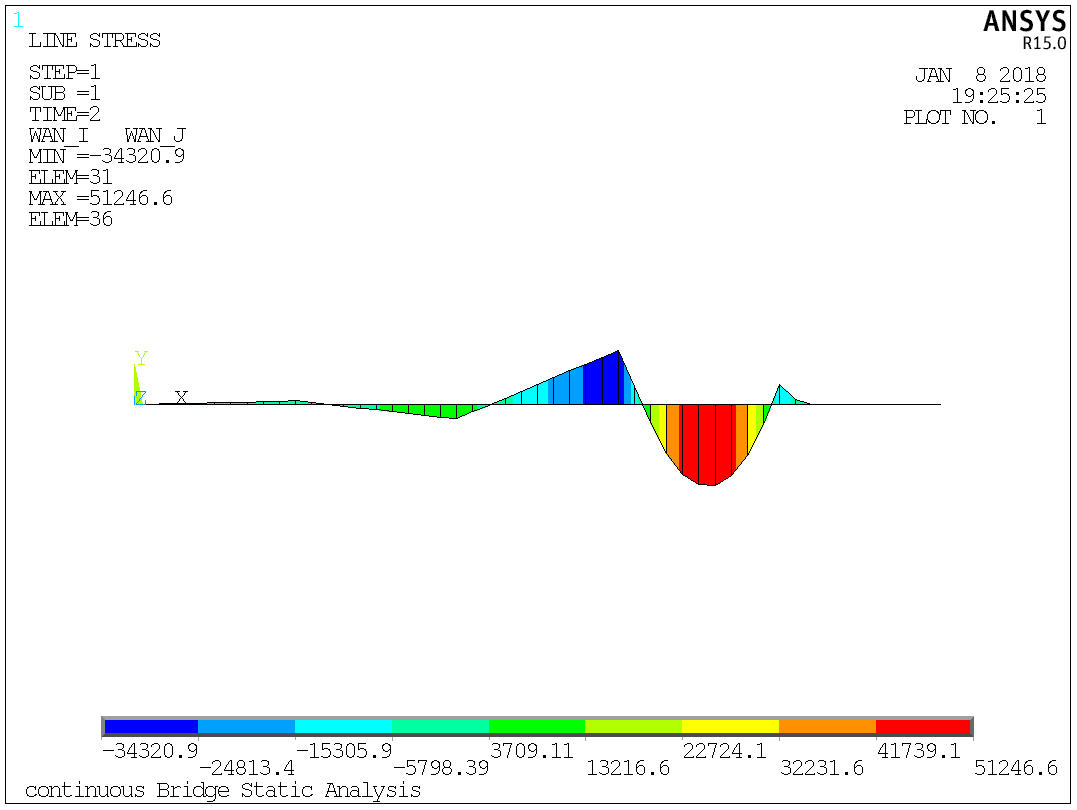 1
ANSYS
R15.0
LINE STRESS
STEP=1
SUB =1
TIME=2
WAN_I   WAN_J
MIN =-34320.9
ELEM=31
MAX =51246.6
ELEM=36
JAN  8 2018
19:25:25
PLOT NO.   1
Y
Z X
-34320.9 -15305.9 3709.11 22724.1 41739.1
-24813.4 -5798.39 13216.6 32231.6 51246.6
continuous Bridge Static Analysis